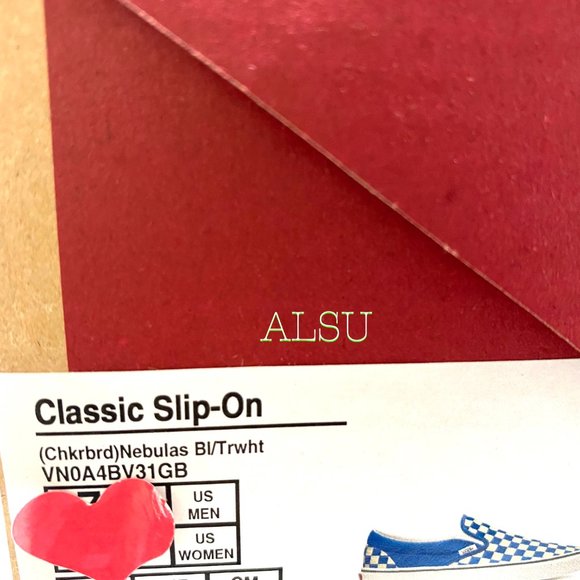 ALSU
Classic Slip-On
(Chkrbrd)Nebulas Bl/Trwht
VN0A4BV31GB
US
MEN
US
WOMEN